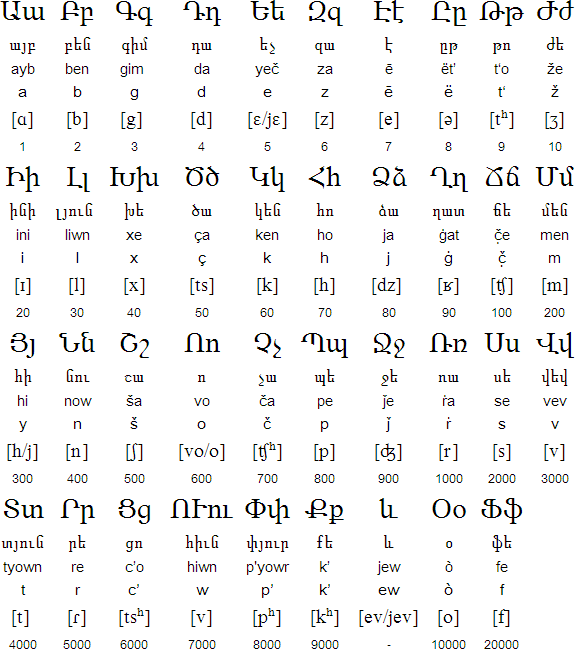 Աա Բբ Գգ Դդ Եե Զզ Էէ Ըը Թթ Ժժ
այբ բեն գիմ դա եչ զա է ըթ թո ժե
ayb ben gim da yeč za ē ët' t‘o že
a b g d e z ē ë t‘ ž
[ɑ] [b] [g] [d] [ɛ/jɛ] [z] [e] [ə] [tʰ] [ʒ]
1 2 3 4 5 6 7 8 9 10
Իի Լլ Խխ Ծծ Կկ Հհ Ձձ Ղղ Ճճ Մմ
ինի լյուն խե ծա կեն հո ձա ղատ ճե մեն
ini liwn xe ça ken ho ja ġat č̣e men
i l x ç k h j ġ č̣ m
[ɪ] [l] [x] [ts] [k] [h] [dz] [ʁ] [ʧ] [m]
20 30 40 50 60 70 80 90 100 200
Յյ Նն Շշ Ոո Չչ Պպ Ջջ Ռռ Սս Վվ
հի նու շա ո չա պե ջե ռա սե վեվ
hi now ša vo ča pe ǰe ṙa se vev
y n š o č p ǰ ṙ s v
[h/j] [n] [ʃ] [vo/o] [ʧʰ] [p] [ʤ] [r] [s] [v]
300 400 500 600 700 800 900 1000 2000 3000
Տտ Րր Ցց ՈՒու Փփ Քք և Օօ Ֆֆ
տյուն րե ցո հիւն փյուր քե և օ ֆե
tyown re c’o hiwn p'yowr k’ jew ò fe
t r c’ w p’ k’ ew ò f
[t] [ɾ] [tsʰ] [v] [pʰ] [kʰ] [ev/jev] [o] [f]
4000 5000 6000 7000 8000 9000 - 10000 20000